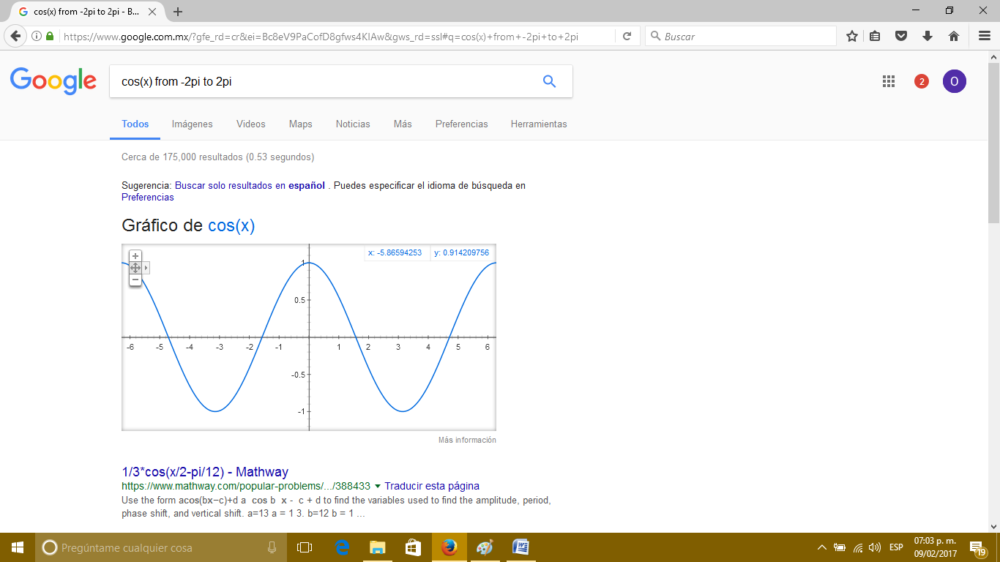 cos(x) from -2pi to 2pi - B...
https://www.google.com.mx/?gfe_rd=cr&ei=Bc8eV9PaCofD8gfws4KIAw&gws_rd=ssl#q=cos(x)+from+-2pi+to+2pi
Buscar
Google
cos(x) from -2pi to 2pi
2
O
Todos
Imágenes
Videos
Maps
Noticias
Más
Preferencias
Herramientas
Cerca de 175,000 resultados (0.53 segundos)
Sugerencia: Buscar solo resultados en español . Puedes especificar el idioma de búsqueda en
Preferencias
Gráfico de cos(x)
x: -5.86594253
y: 0.914209756
1
0.5
-6 -5 -4 -3 -2 -1 1 2 3 4 5 6
-0.5
-1
Más información
1/3*cos(x/2-pi/12) - Mathway
https://www.mathway.com/popular-problems/.../388433 Traducir esta página
Use the form acos(bx−c)+d a cos b x - c + d to find the variables used to find the amplitude, period,
phase shift, and vertical shift. a=13 a = 1 3. b=12 b = 1 ...
Pregúntame cualquier cosa
ESP
07:03 p. m.
09/02/2017
19